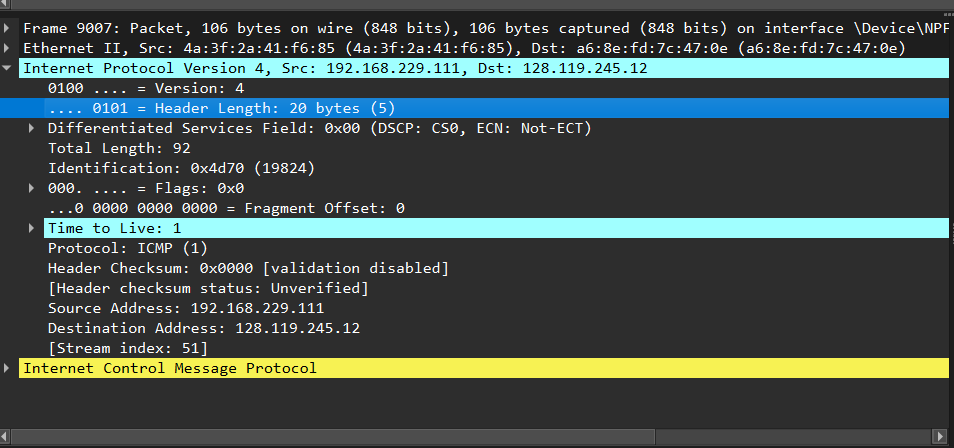 Frame 9007: Packet, 106 bytes on wire (848 bits), 106 bytes captured (848 bits) on interface \Device\NPF
Ethernet II, Src: 4a:3f:2a:41:f6:85 (4a:3f:2a:41:f6:85), Dst: a6:8e:fd:7c:47:0e (a6:8e:fd:7c:47:0e)
Internet Protocol Version 4, Src: 192.168.229.111, Dst: 128.119.245.12
0100 .... = Version: 4
.... 0101 = Header Length: 20 bytes (5)
Differentiated Services Field: 0x00 (DSCP: CS0, ECN: Not-ECT)
Total Length: 92
Identification: 0x4d70 (19824)
000. .... = Flags: 0x0
...0 0000 0000 0000 = Fragment Offset: 0
Time to Live: 1
Protocol: ICMP (1)
Header Checksum: 0x0000 [validation disabled]
[Header checksum status: Unverified]
Source Address: 192.168.229.111
Destination Address: 128.119.245.12
[Stream index: 51]
Internet Control Message Protocol